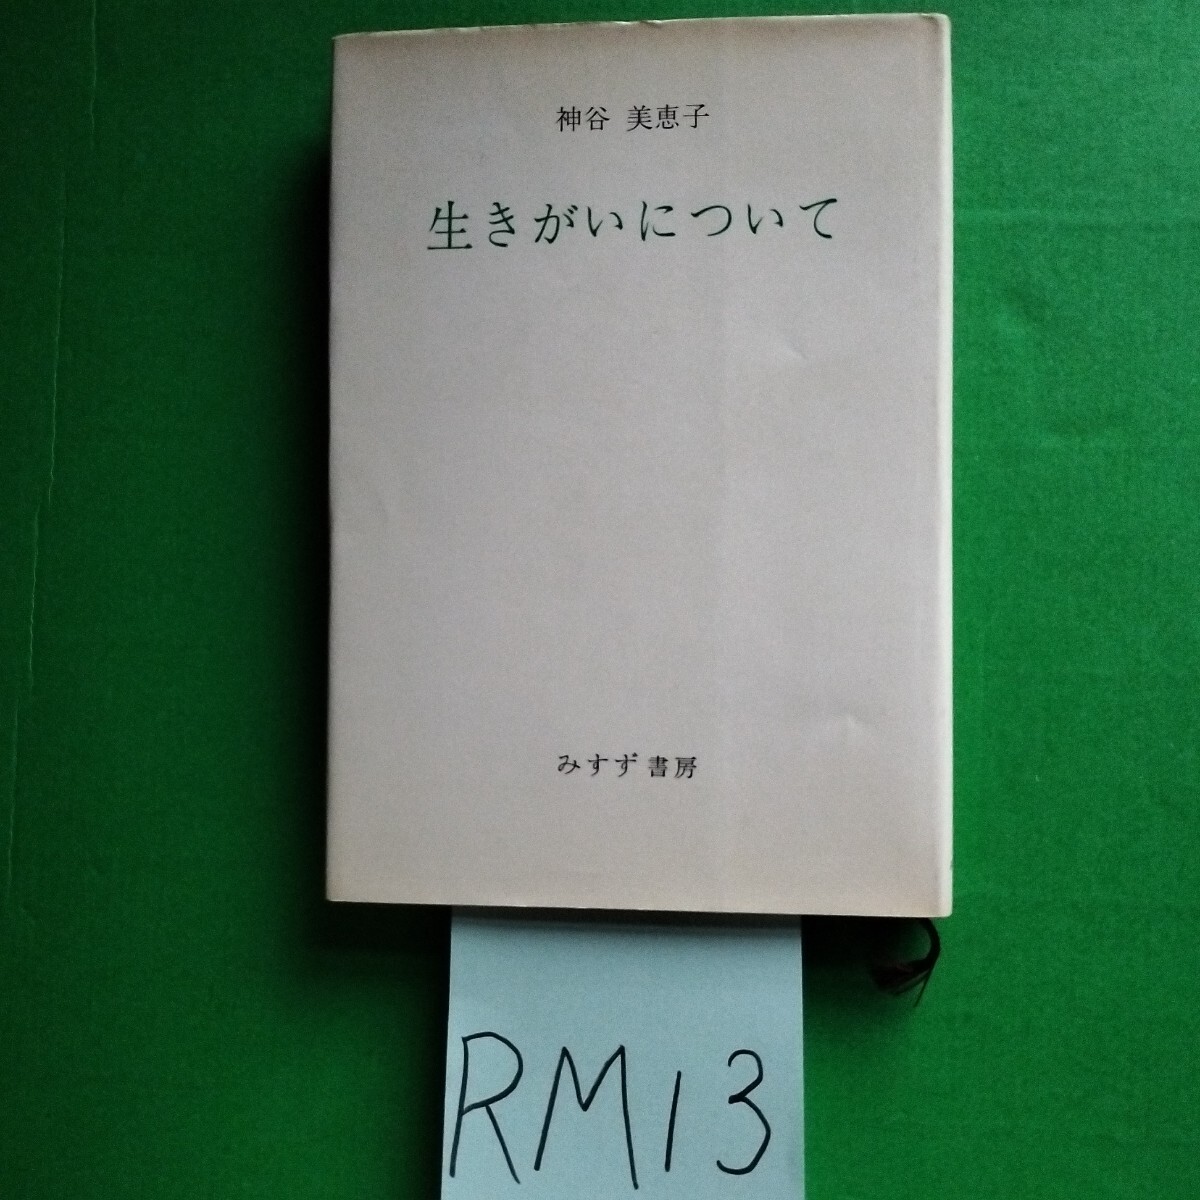 神谷 美恵子
生きがいについて
みすず書房
RM13